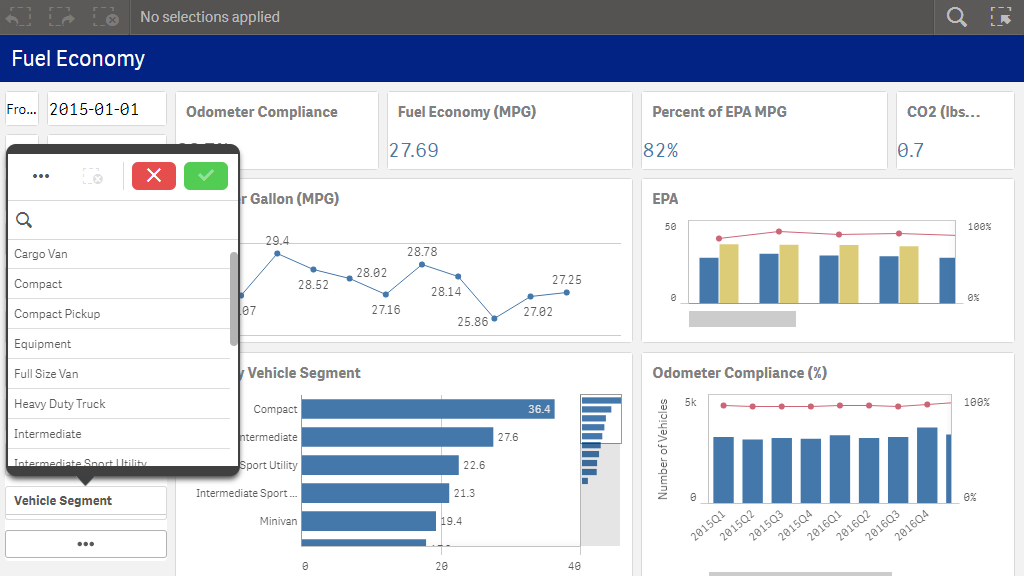 No selections applied
Fuel Economy
Fro...
2015-01-01
Odometer Compliance
Fuel Economy (MPG)
27.69
Percent of EPA MPG
82%
CO2 (lbs...
0.7
Cargo Van
Compact
Compact Pickup
Equipment
Full Size Van
Heavy Duty Truck
Intermediate
Intermediate Sport Utility
Vehicle Segment
Gallon (MPG)
29.4
28.52
28.02
27.16
28.78
28.14
25.86
27.02
27.25
EPA
50
0
100%
0%
Vehicle Segment
Compact
36.4
Intermediate
27.6
Sport Utility
22.6
Intermediate Sport ...
21.3
Minivan
19.4
0
20
40
Odometer Compliance (%)
Number of Vehicles
5k
0
100%
0%
2015Q1
2015Q2
2015Q3
2015Q4
2016Q1
2016Q2
2016Q3
2016Q4